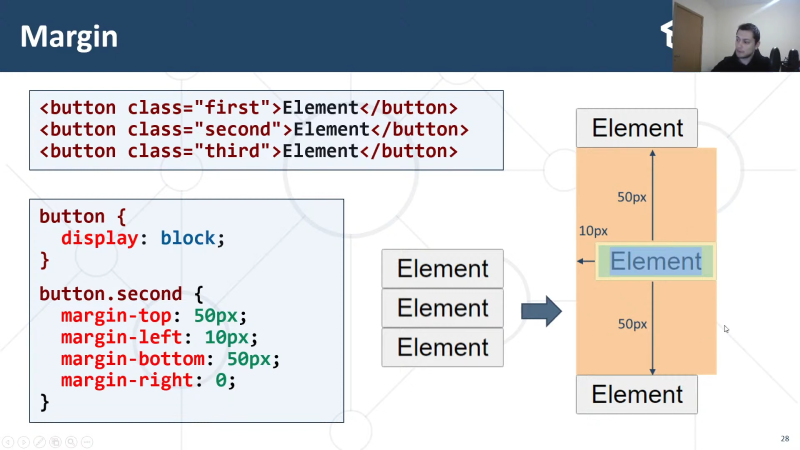 Margin
<button class="first">Element</button>
<button class="second">Element</button>
<button class="third">Element</button>
button {
  display: block;
}
button.second {
  margin-top: 50px;
  margin-left: 10px;
  margin-bottom: 50px;
  margin-right: 0;
}
Element
Element
Element
Element
50px
10px
Element
50px
Element
28